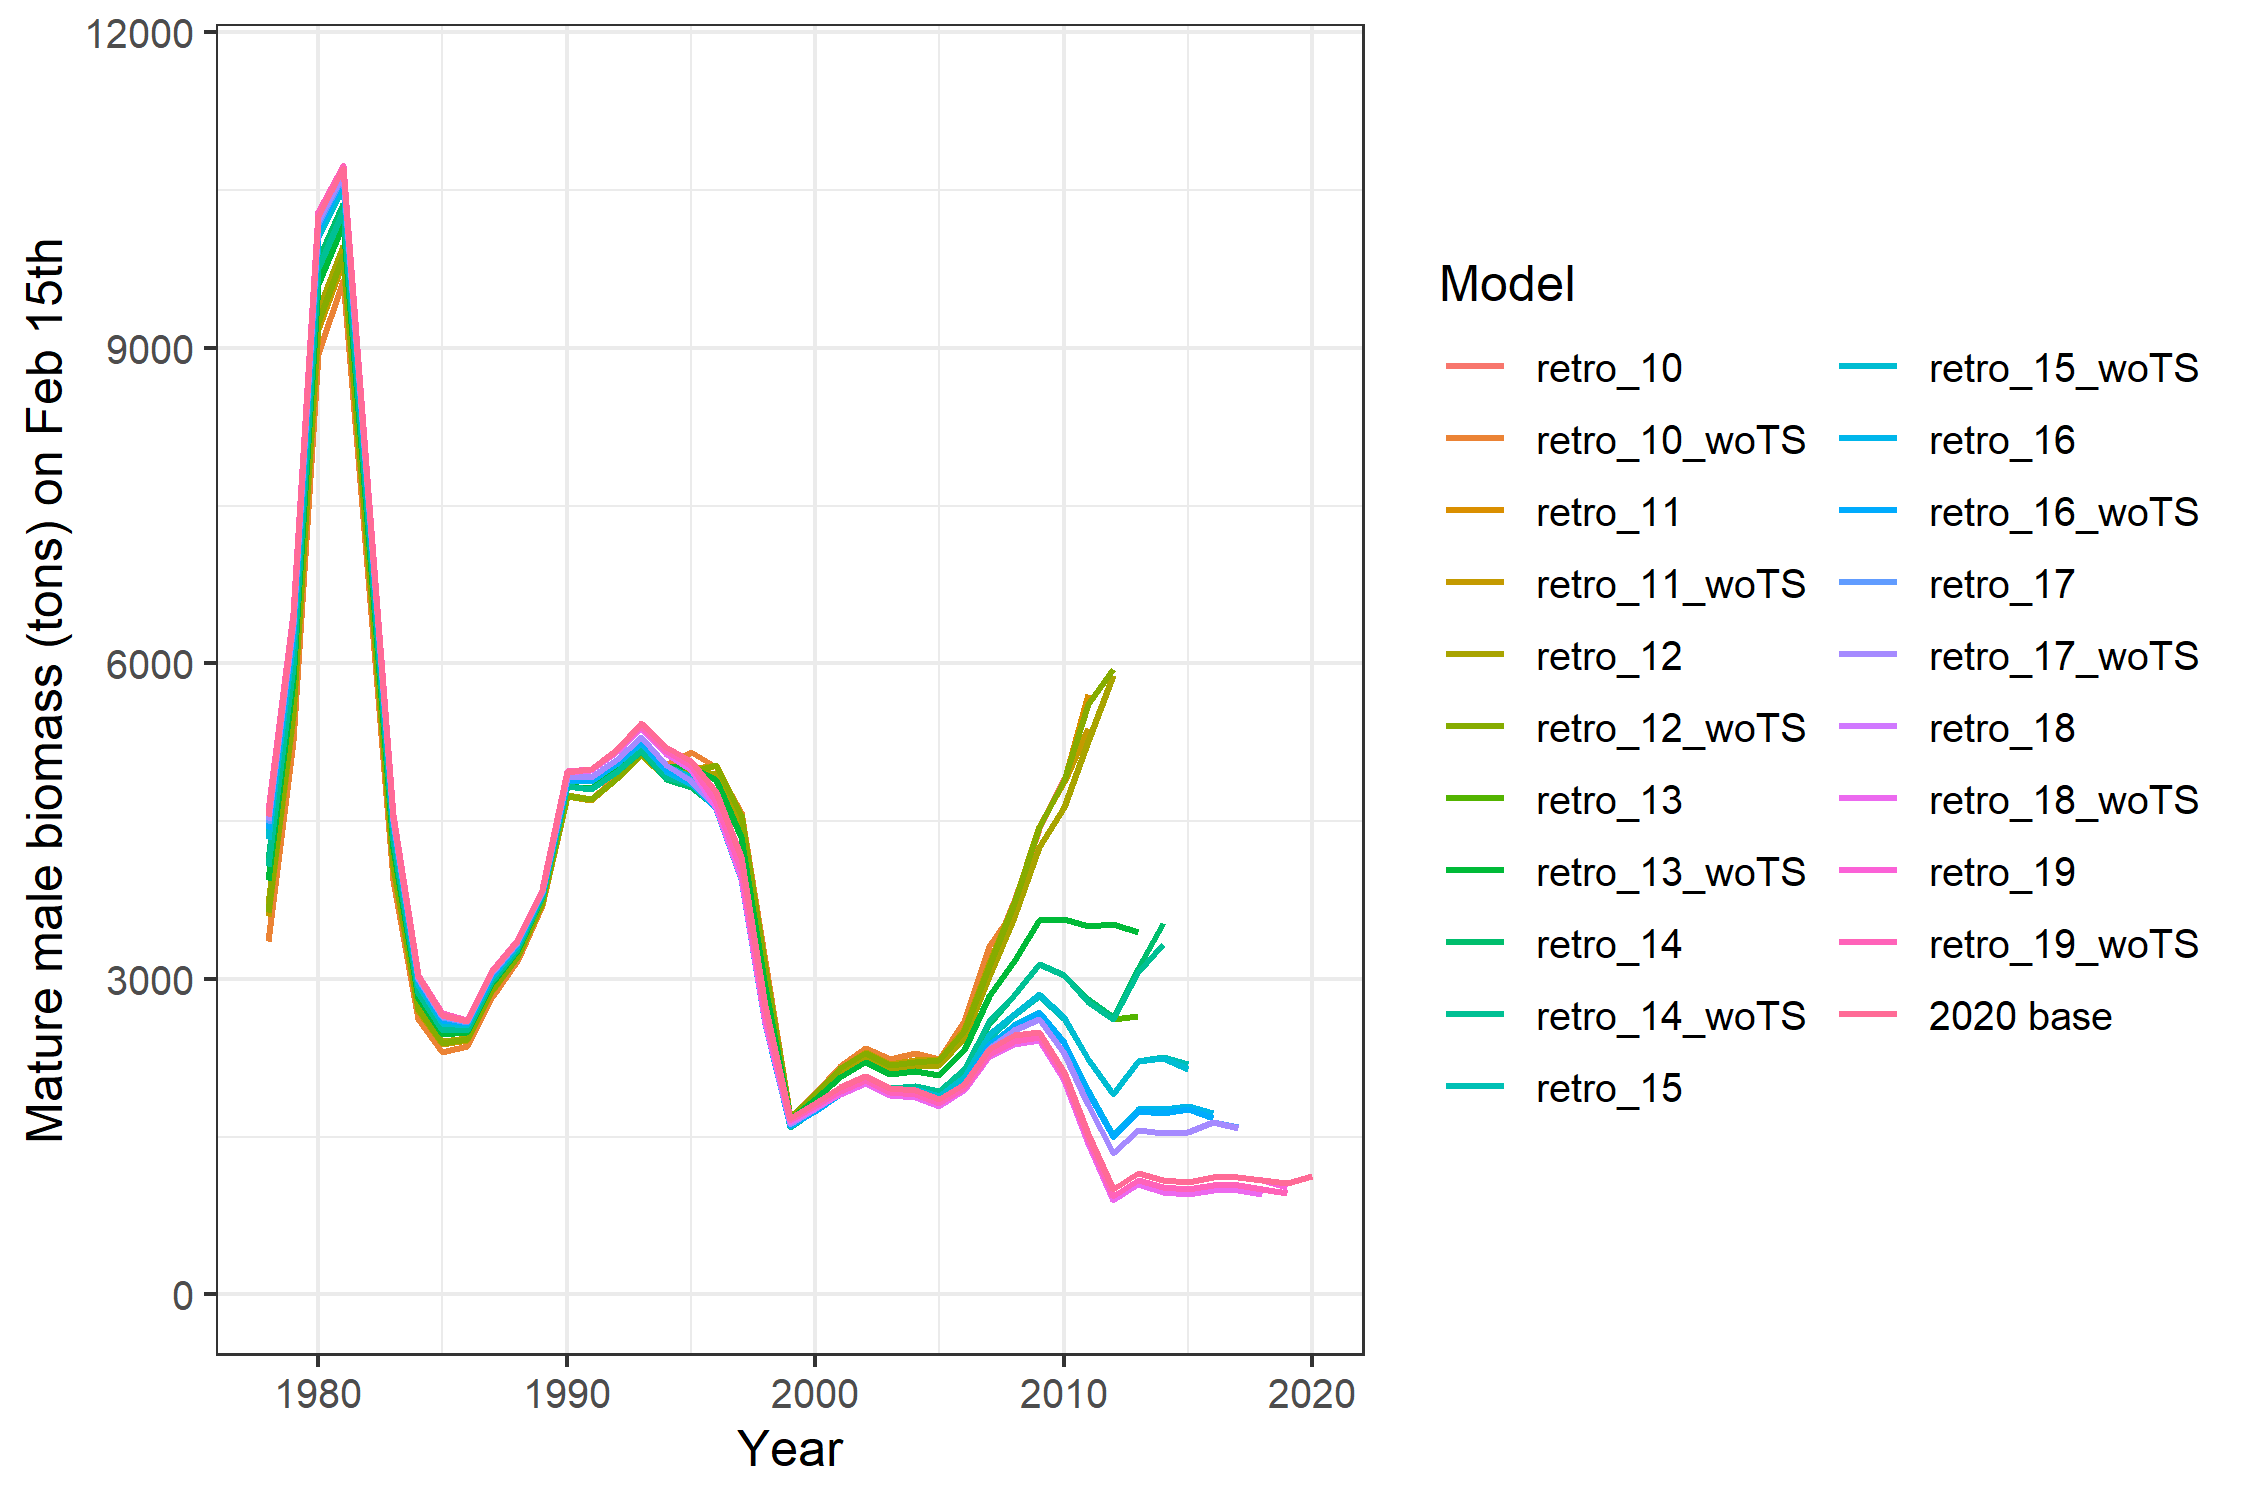 12000
9000
6000
3000
0
Mature male biomass (tons) on Feb 15th
1980 1990 2000 2010 2020
Year
Model
retro_10
retro_10_woTS
retro_11
retro_11_woTS
retro_12
retro_12_woTS
retro_13
retro_13_woTS
retro_14
retro_14_woTS
retro_15
retro_15_woTS
retro_16
retro_16_woTS
retro_17
retro_17_woTS
retro_18
retro_18_woTS
retro_19
retro_19_woTS
2020 base